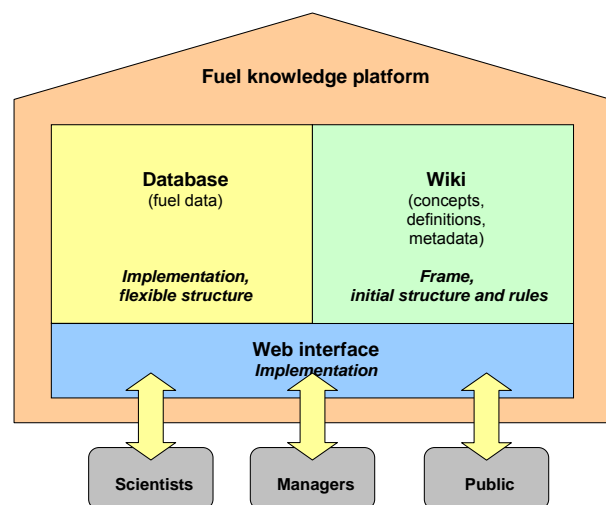 Fuel knowledge platform
Database
(fuel data)
Implementation,
flexible structure
Wiki
(concepts,
definitions,
metadata)
Frame,
initial structure and rules
Web interface
Implementation
Scientists
Managers
Public